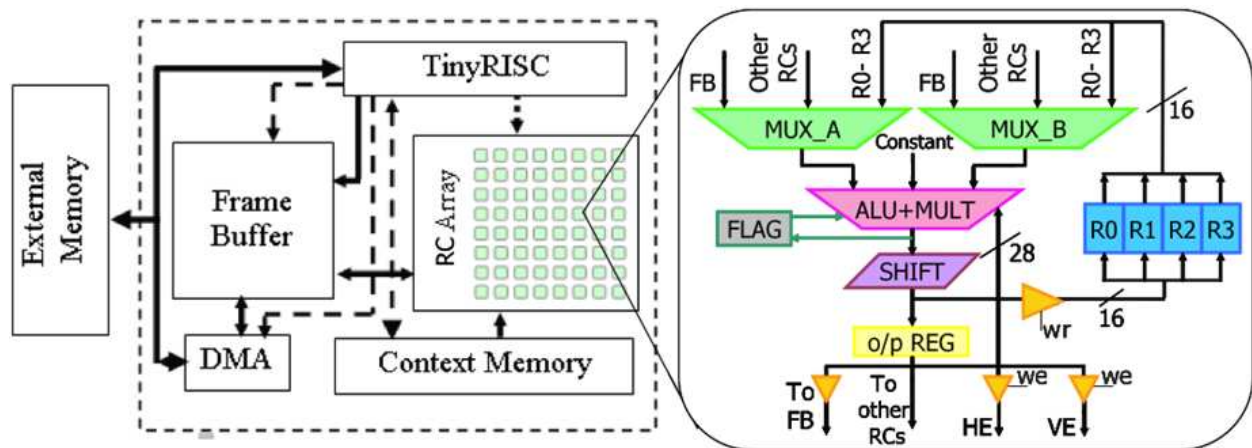 External
Memory
TinyRISC
Frame
Buffer
RC Array
DMA
Context Memory
FB
Other
RCs
R0- R3
FB
Other
RCs
R0- R3
16
MUX_A
MUX_B
Constant
ALU+MULT
FLAG
R0
R1
R2
R3
28
SHIFT
wr
16
o/p REG
we
we
To
FB
To
other
RCs
HE
VE